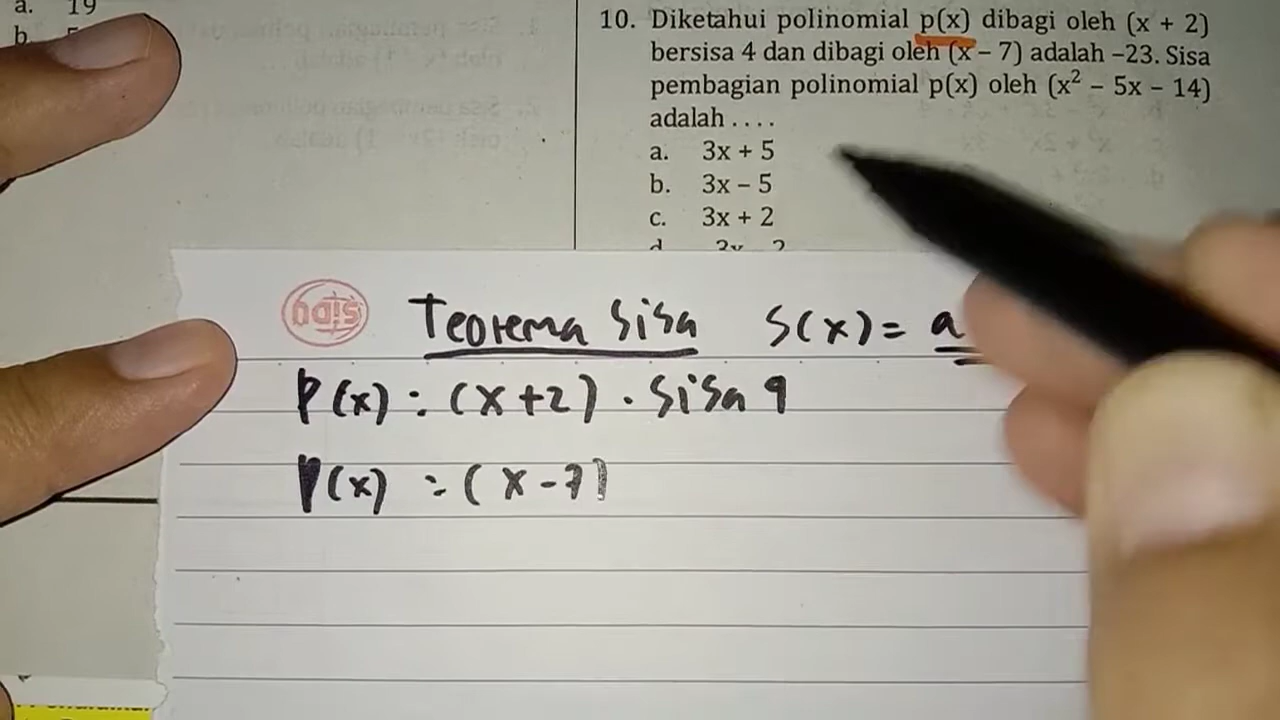 a. 19
b.
10. Diketahui polinomial p(x) dibagi oleh (x + 2)
bersisa 4 dan dibagi oleh (x – 7) adalah –23. Sisa
pembagian polinomial p(x) oleh (x² – 5x – 14)
adalah . . . .
a. 3x + 5
b. 3x – 5
c. 3x + 2
Teorema sisa S(x) = a
P(x) : (x+2) . sisa 4
P(x) : (x-7)